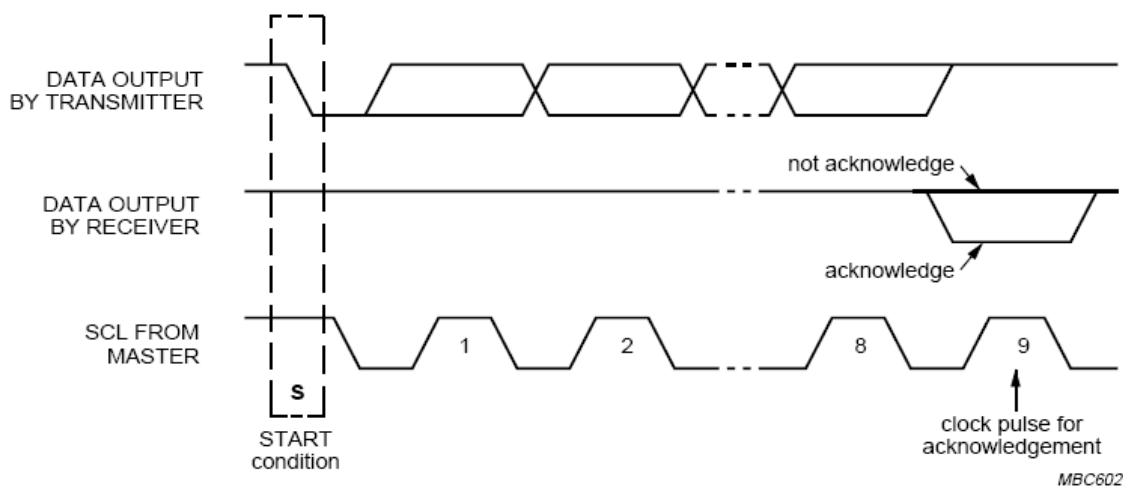 DATA OUTPUT
BY TRANSMITTER
not acknowledge
DATA OUTPUT
BY RECEIVER
acknowledge
SCL FROM
MASTER
1
2
8
9
S
START
condition
clock pulse for
acknowledgement
MBC602